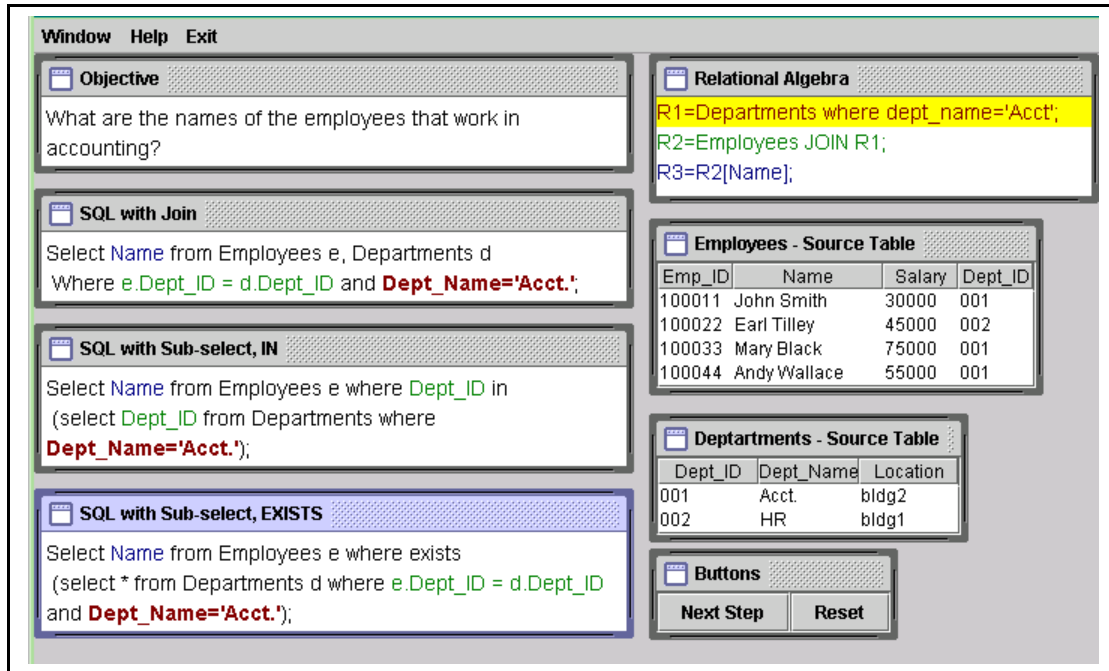 Window Help Exit
Objective
What are the names of the employees that work in
accounting?
SQL with Join
Select Name from Employees e, Departments d
Where e.Dept_ID = d.Dept_ID and Dept_Name='Acct.';
SQL with Sub-select, IN
Select Name from Employees e where Dept_ID in
(select Dept_ID from Departments where
Dept_Name='Acct.');
SQL with Sub-select, EXISTS
Select Name from Employees e where exists
(select * from Departments d where e.Dept_ID = d.Dept_ID
and Dept_Name='Acct.');
Relational Algebra
R1=Departments where dept_name='Acct';
R2=Employees JOIN R1;
R3=R2[Name];
Employees - Source Table
Emp_ID Name Salary Dept_ID
100011 John Smith 30000 001
100022 Earl Tilley 45000 002
100033 Mary Black 75000 001
100044 Andy Wallace 55000 001
Deptartments - Source Table
Dept_ID Dept_Name Location
001 Acct. bldg2
002 HR bldg1
Buttons
Next Step Reset